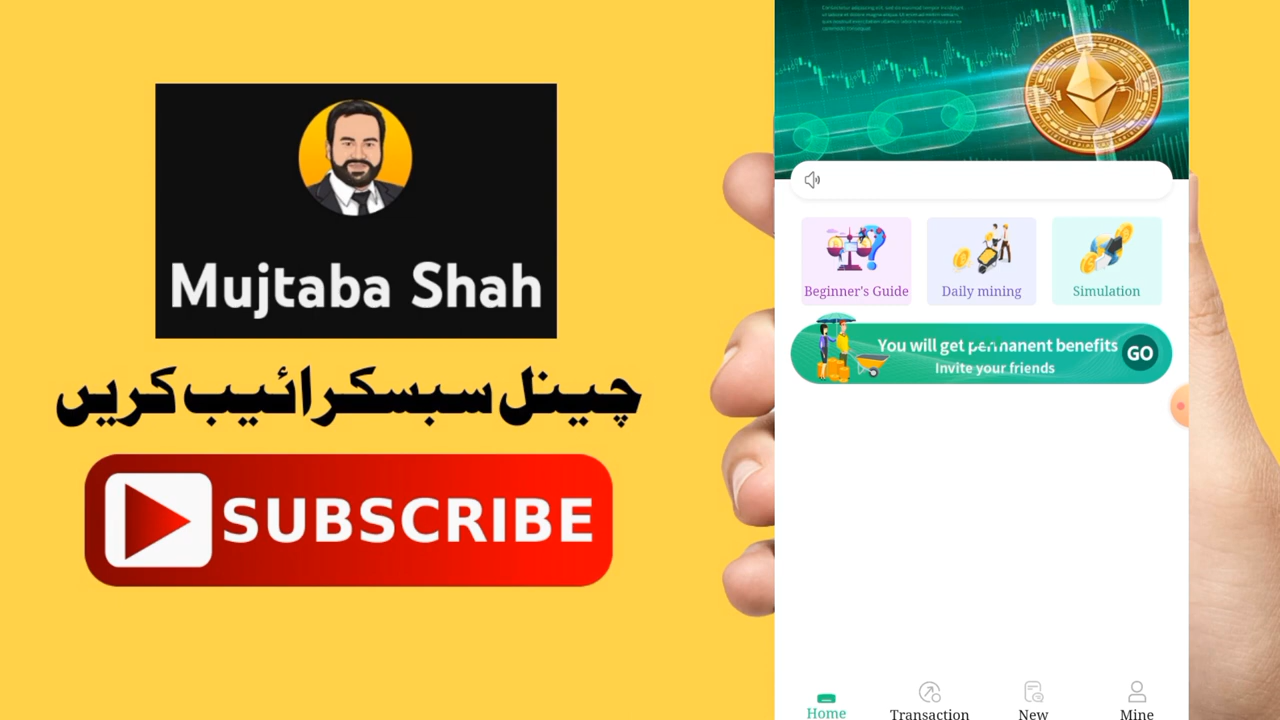 Mujtaba Shah
چینل سبسکرائیب کریں
SUBSCRIBE
Beginner's Guide
Daily mining
Simulation
You will get permanent benefits
GO
Invite your friends
Home
Transaction
New
Mine